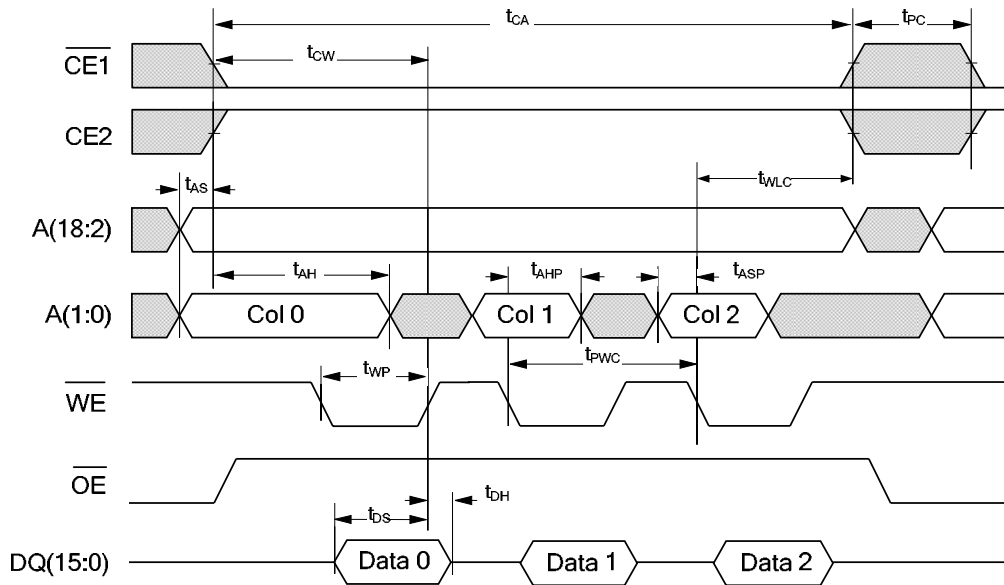 tCA
tPC
CE1
tCW
CE2
tWLC
tAS
A(18:2)
tAH
tAHP
tASP
A(1:0)
Col 0
Col 1
Col 2
tWP
tPWC
WE
OE
tDS
tDH
DQ(15:0)
Data 0
Data 1
Data 2